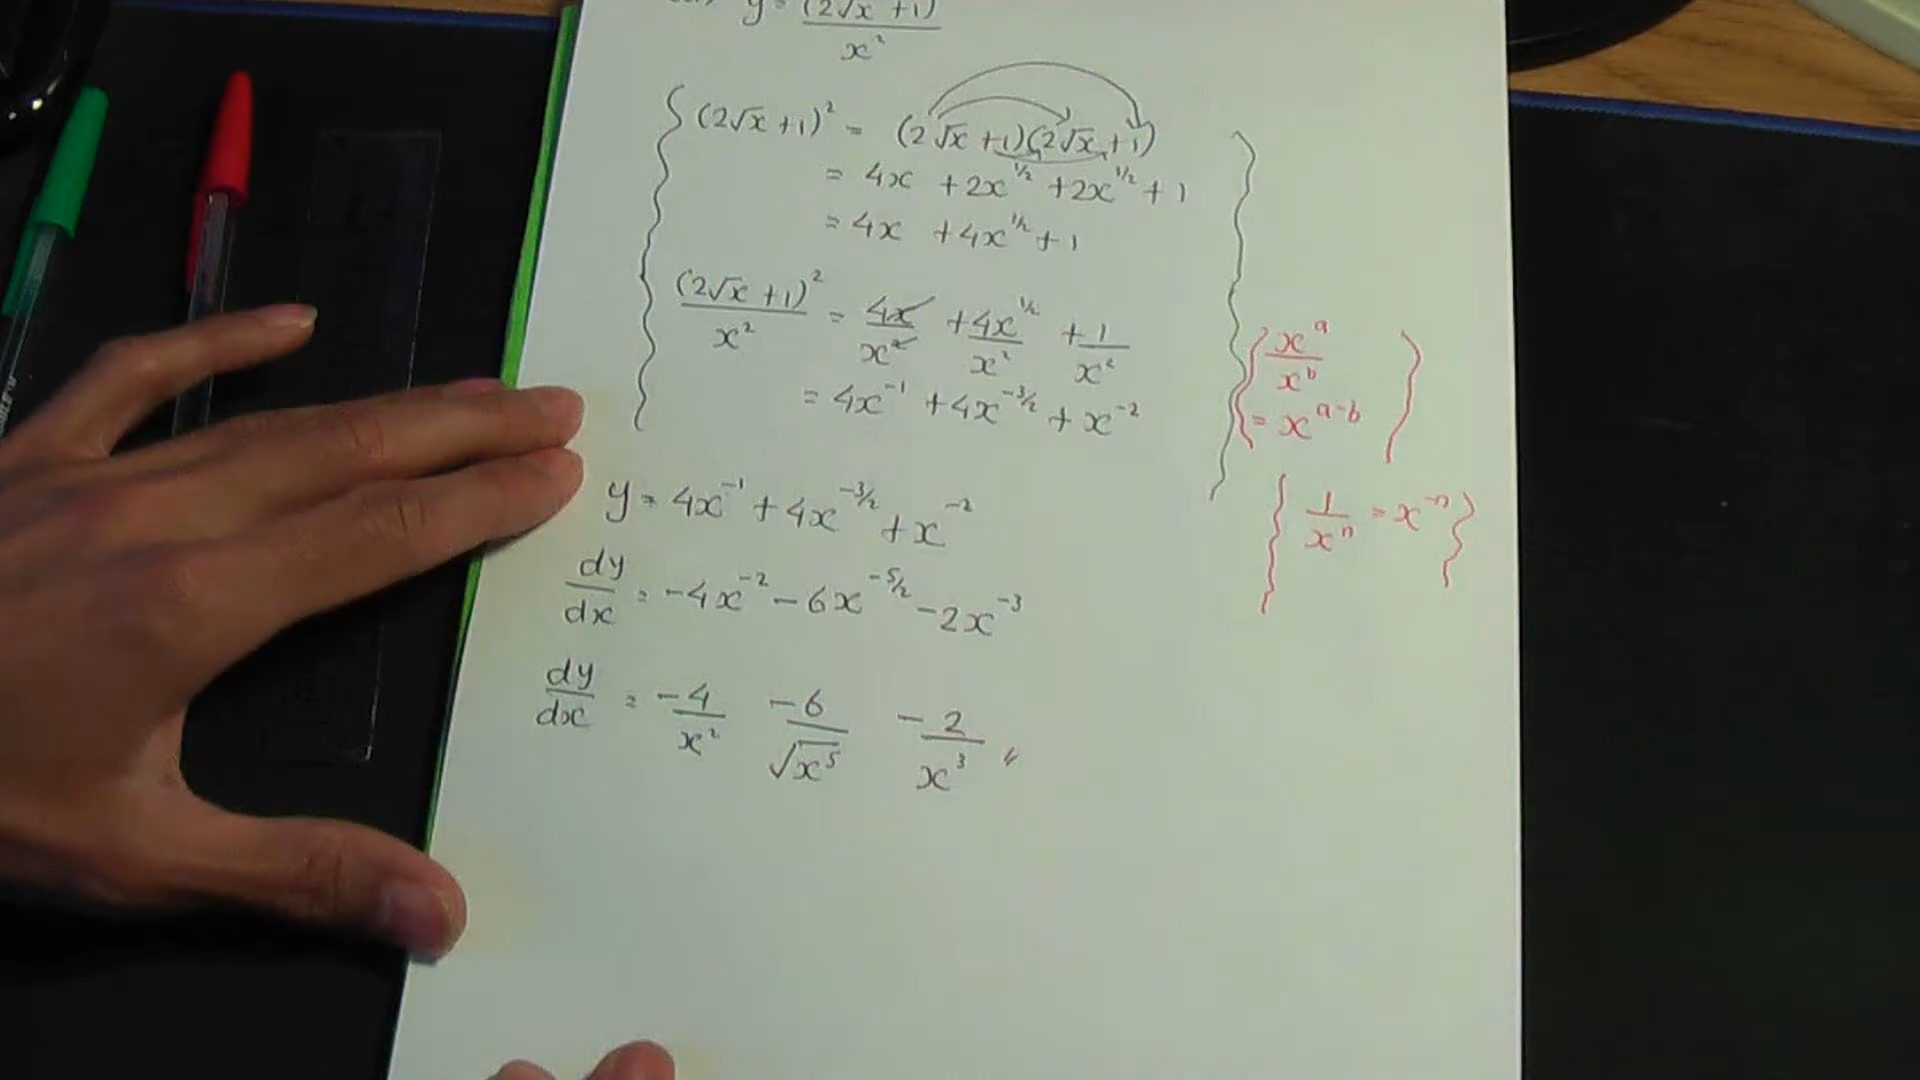 y = (2√x +1)
x²
(2√x +1)² = (2√x +1)(2√x +1)
= 4x +2x^1/2 +2x^1/2 + 1
= 4x +4x^1/2 + 1
(2√x +1)²/x² = 4x/x² + 4x^1/2/x² + 1/x²
= 4x^-1 + 4x^-3/2 + x^-2
x^a/x^b
= x^a-b
y = 4x^-1 + 4x^-3/2 + x^-2
1/x^n = x^-n
dy/dx = -4x^-2 - 6x^-5/2 - 2x^-3
dy/dx = -4/x² -6/√x⁵ -2/x³ //